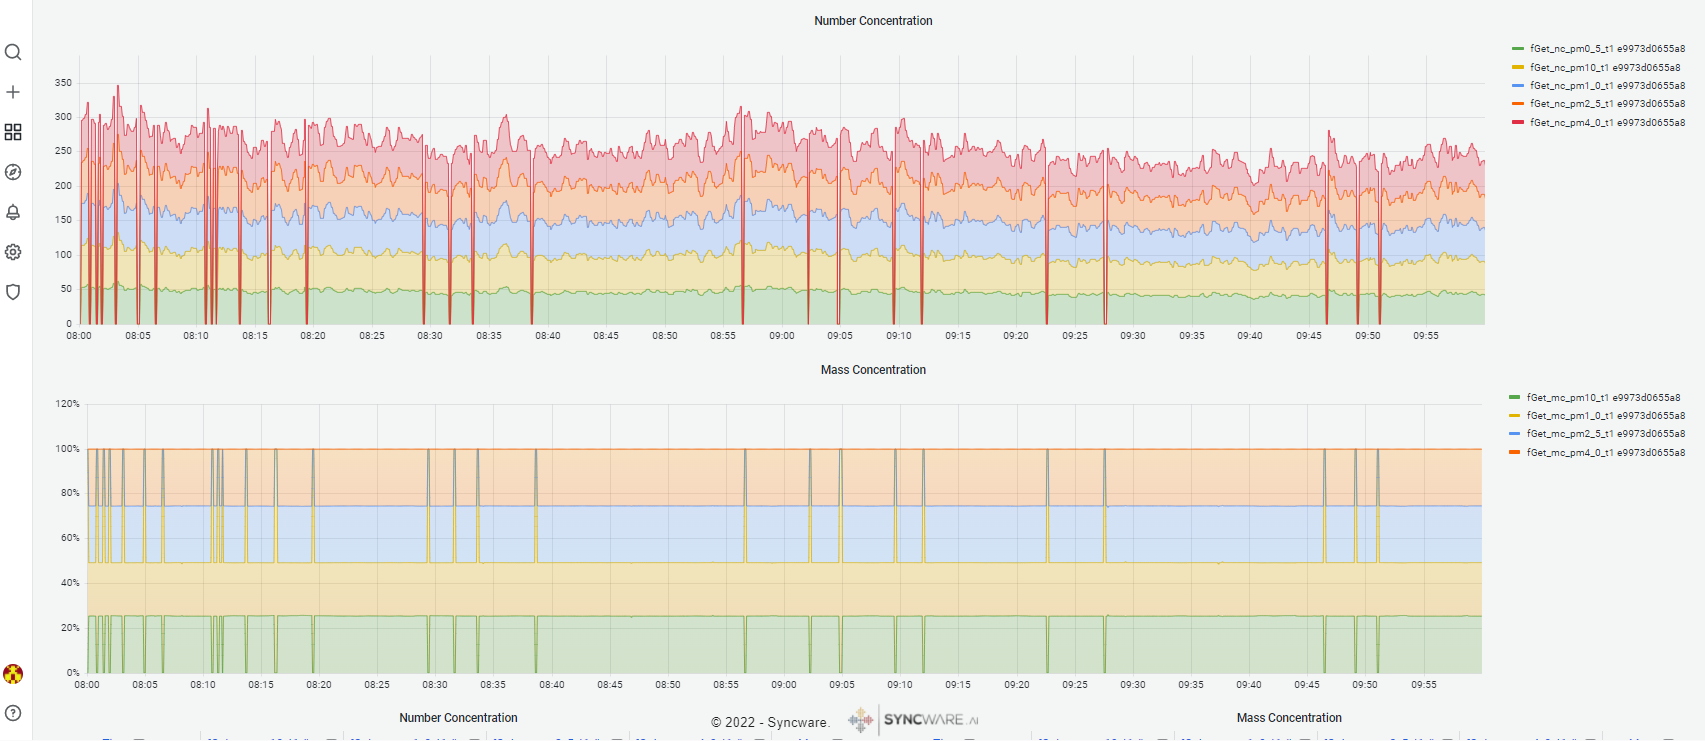 Number Concentration
350
300
250
200
150
100
50
0
08:00 08:05 08:10 08:15 08:20 08:25 08:30 08:35 08:40 08:45 08:50 08:55 09:00 09:05 09:10 09:15 09:20 09:25 09:30 09:35 09:40 09:45 09:50 09:55
fGet_nc_pm0_5_t1 e9973d0655a8
fGet_nc_pm10_t1 e9973d0655a8
fGet_nc_pm1_0_t1 e9973d0655a8
fGet_nc_pm2_5_t1 e9973d0655a8
fGet_nc_pm4_0_t1 e9973d0655a8
Mass Concentration
120%
100%
80%
60%
40%
20%
0%
08:00 08:05 08:10 08:15 08:20 08:25 08:30 08:35 08:40 08:45 08:50 08:55 09:00 09:05 09:10 09:15 09:20 09:25 09:30 09:35 09:40 09:45 09:50 09:55
fGet_mc_pm10_t1 e9973d0655a8
fGet_mc_pm1_0_t1 e9973d0655a8
fGet_mc_pm2_5_t1 e9973d0655a8
fGet_mc_pm4_0_t1 e9973d0655a8
Number Concentration
© 2022 - Syncware.
SYNCWARE.AI
Mass Concentration